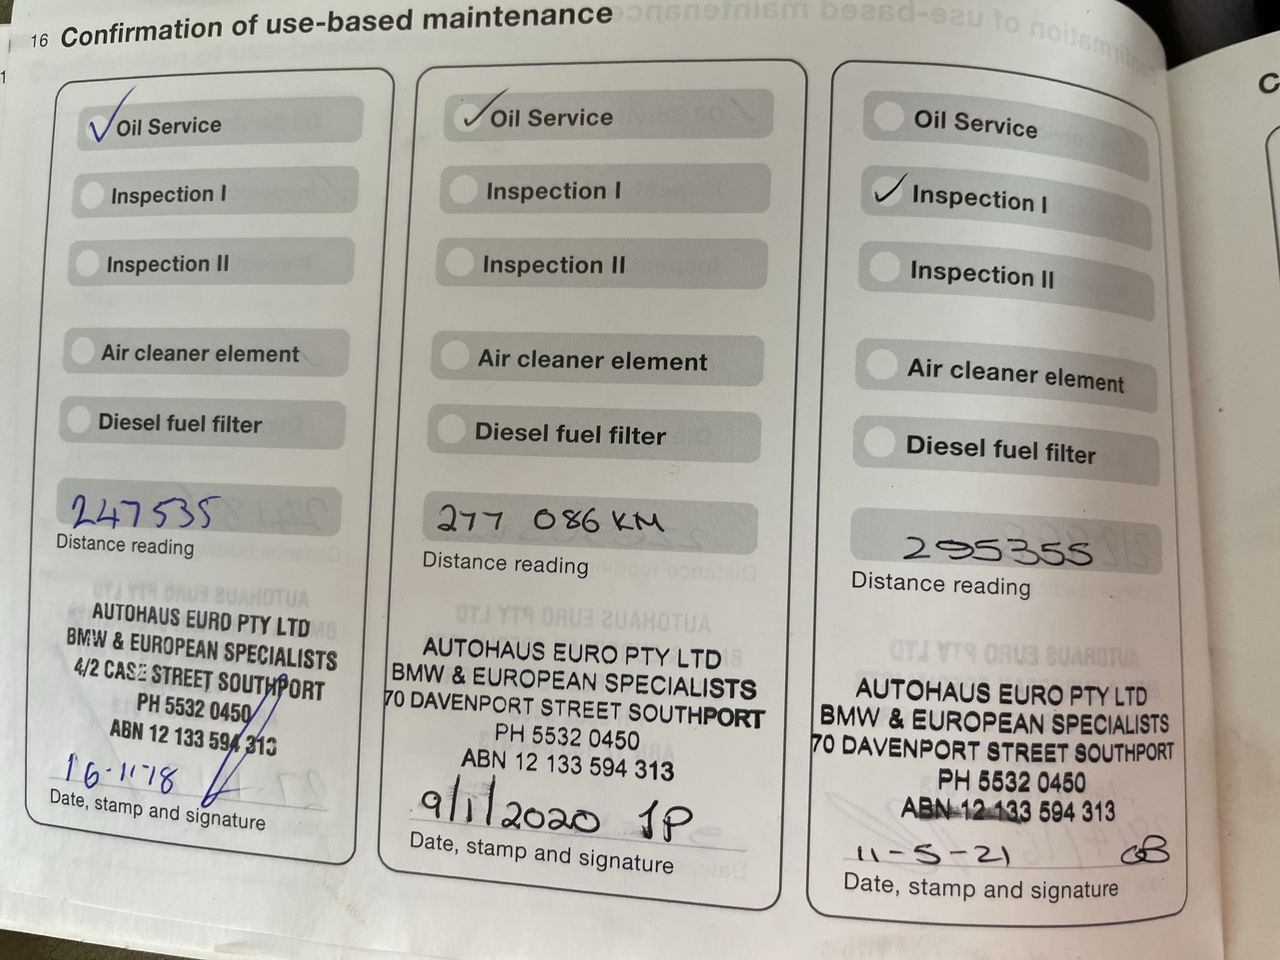 16 Confirmation of use-based maintenance
Oil Service
Inspection I
Inspection II
Air cleaner element
Diesel fuel filter
247535
Distance reading
AUTOHAUS EURO PTY LTD
BMW & EUROPEAN SPECIALISTS
4/2 CASE STREET SOUTHPORT
PH 5532 0450
ABN 12 133 594 313
16-11-18
Date, stamp and signature
Oil Service
Inspection I
Inspection II
Air cleaner element
Diesel fuel filter
277 086 KM
Distance reading
AUTOHAUS EURO PTY LTD
BMW & EUROPEAN SPECIALISTS
70 DAVENPORT STREET SOUTHPORT
PH 5532 0450
ABN 12 133 594 313
9/1/2020 JP
Date, stamp and signature
Oil Service
Inspection I
Inspection II
Air cleaner element
Diesel fuel filter
295355
Distance reading
AUTOHAUS EURO PTY LTD
BMW & EUROPEAN SPECIALISTS
70 DAVENPORT STREET SOUTHPORT
PH 5532 0450
ABN 12 133 594 313
11-5-21
Date, stamp and signature